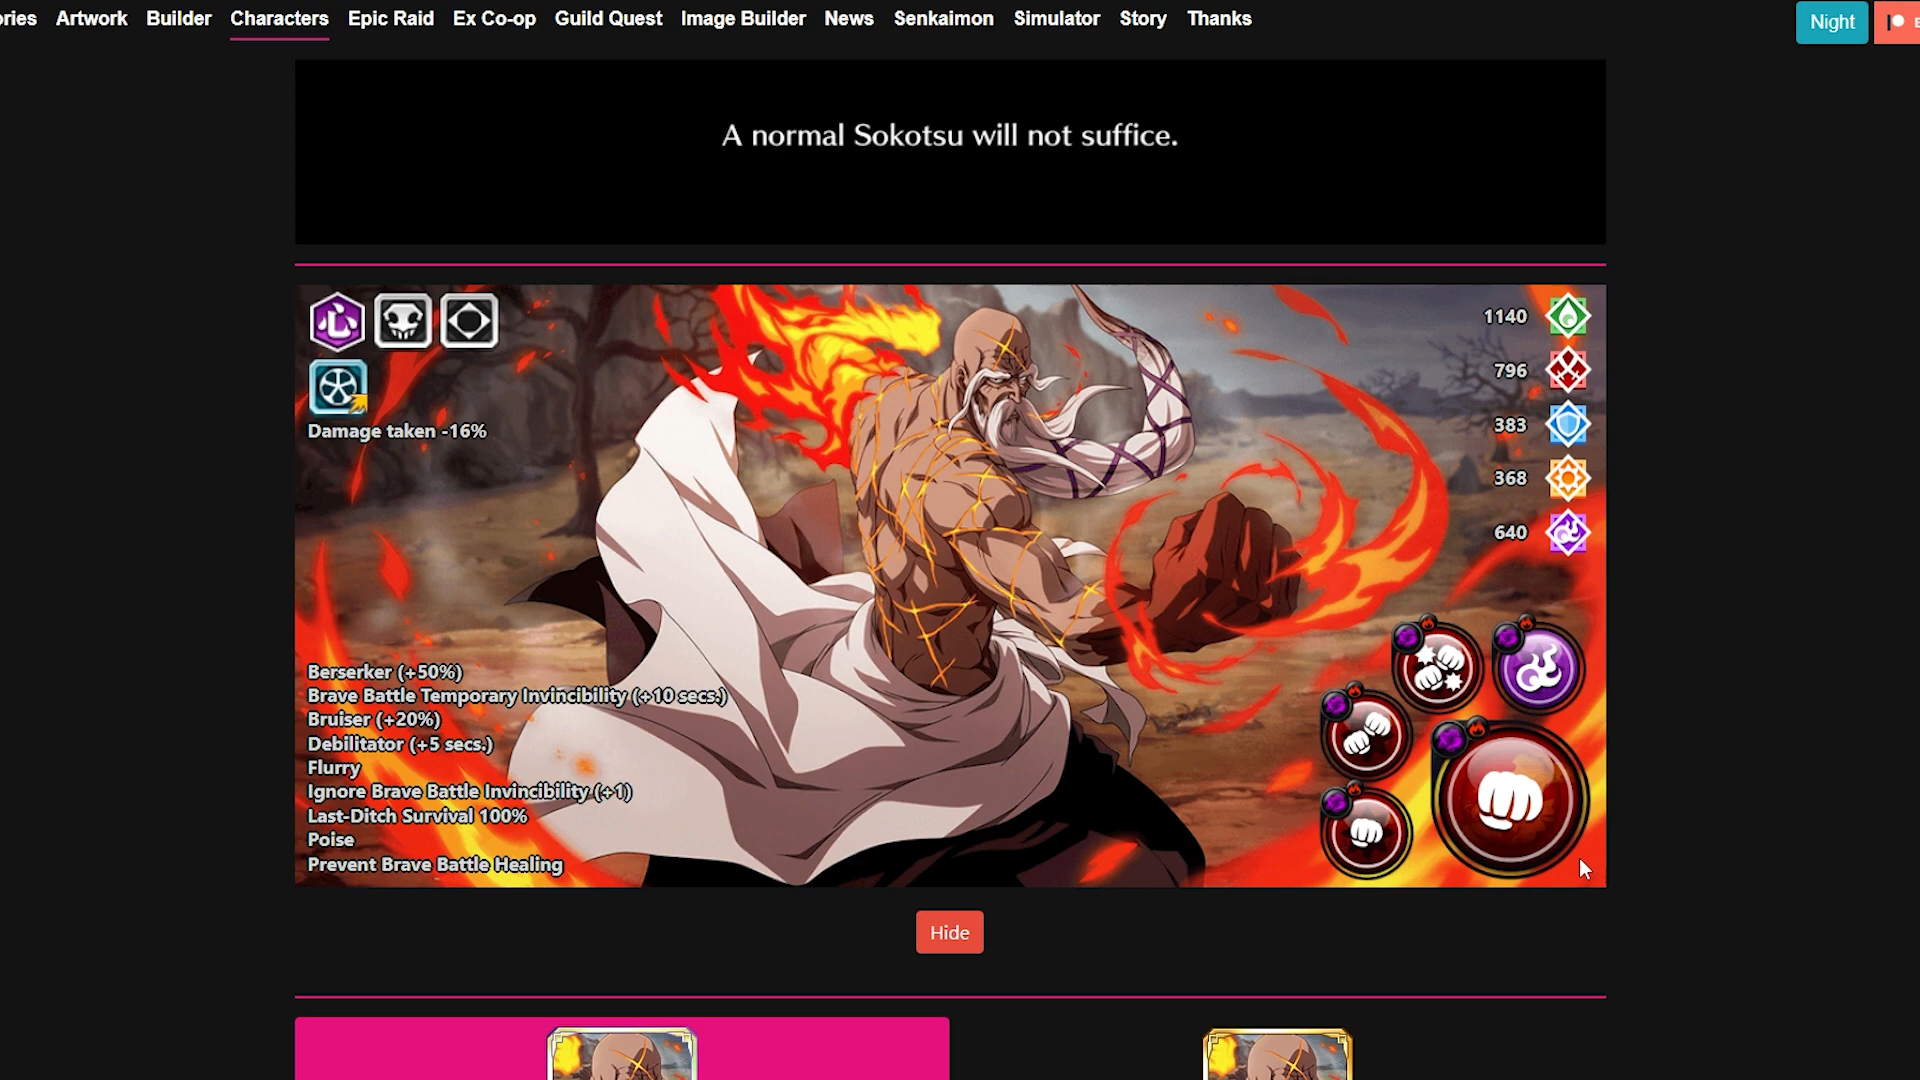 ories Artwork Builder Characters Epic Raid Ex Co-op Guild Quest Image Builder News Senkaimon Simulator Story Thanks Night
A normal Sokotsu will not suffice.
1140
796
383
368
640
Damage taken -16%
Berserker (+50%)
Brave Battle Temporary Invincibility (+10 secs.)
Bruiser (+20%)
Debilitator (+5 secs.)
Flurry
Ignore Brave Battle Invincibility (+1)
Last-Ditch Survival 100%
Poise
Prevent Brave Battle Healing
Hide